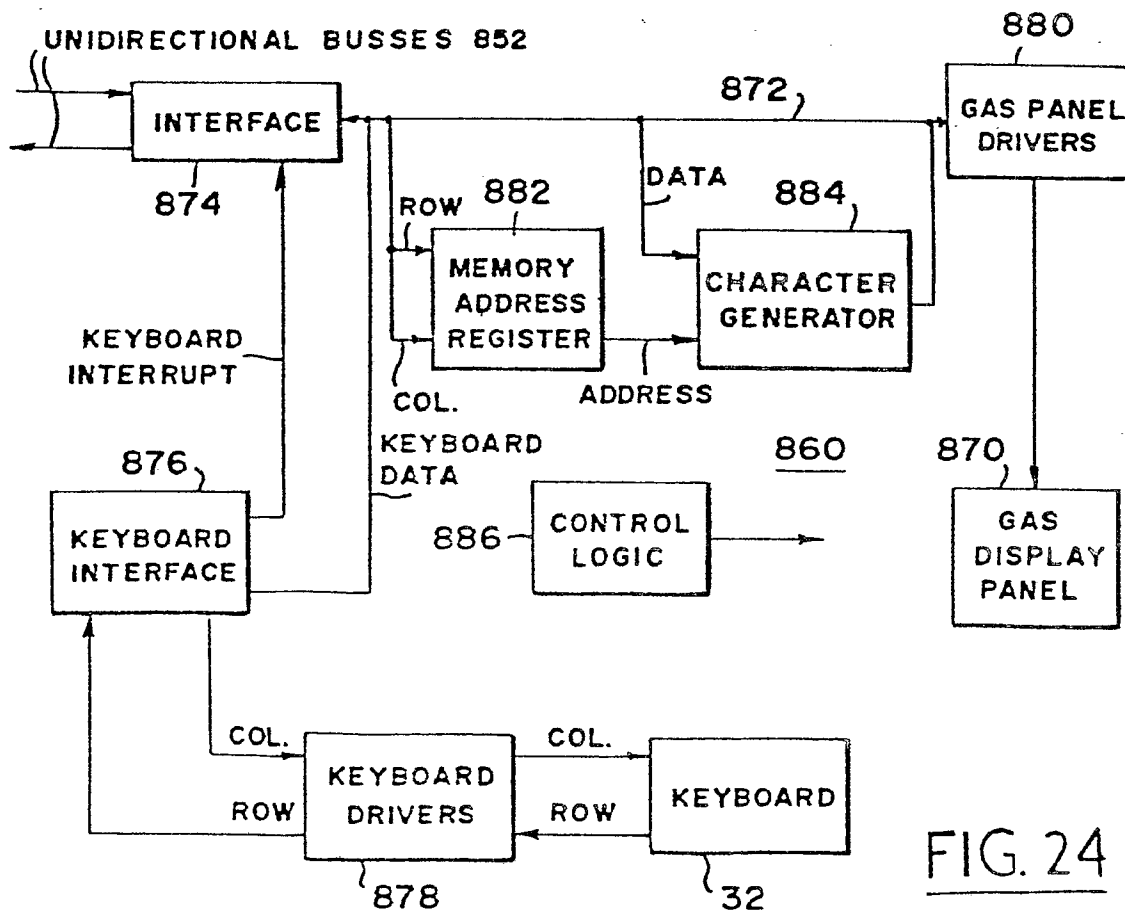 UNIDIRECTIONAL BUSSES 852
880
INTERFACE
872
GAS PANEL
DRIVERS
874
882
DATA
884
ROW
MEMORY
ADDRESS
REGISTER
CHARACTER
GENERATOR
KEYBOARD
INTERRUPT
COL.
ADDRESS
KEYBOARD
DATA
876
860
870
KEYBOARD
INTERFACE
886
CONTROL
LOGIC
GAS
DISPLAY
PANEL
COL.
COL.
KEYBOARD
DRIVERS
KEYBOARD
ROW
ROW
878
32
FIG. 24